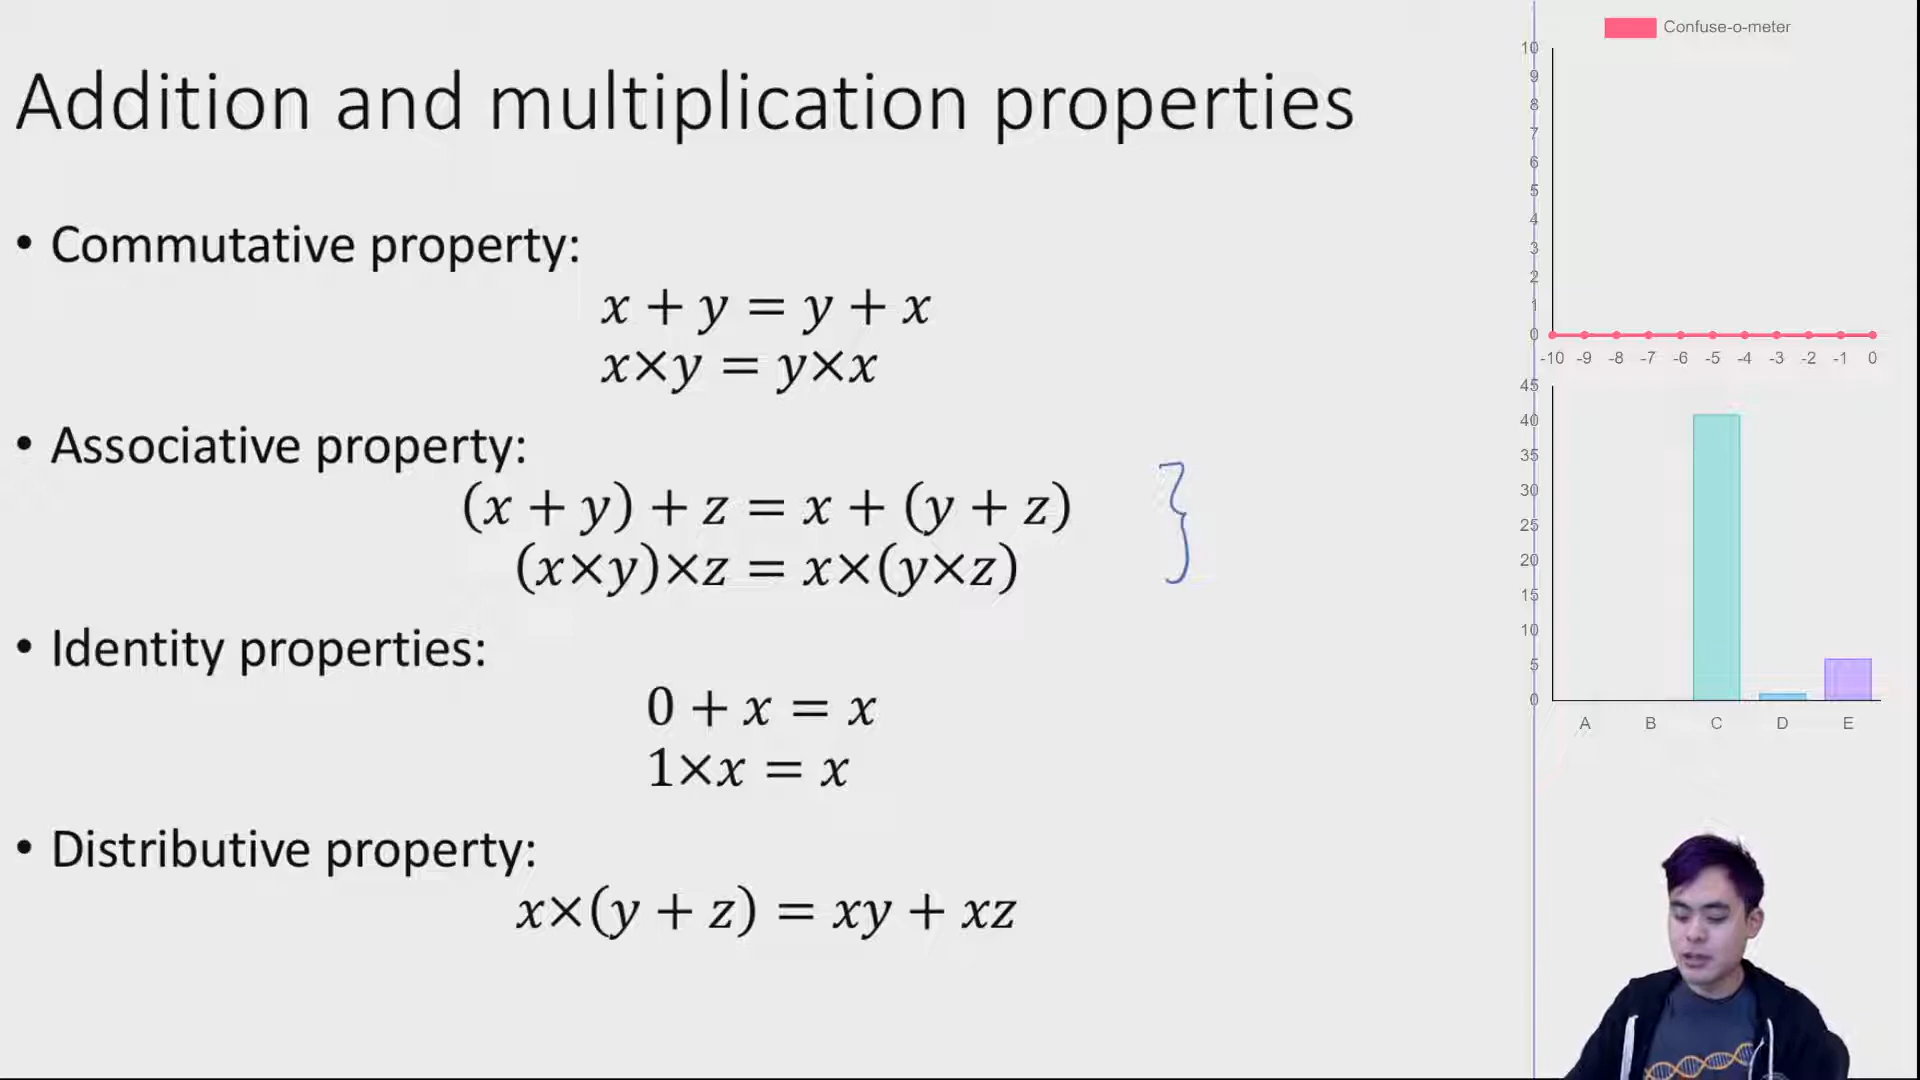 Addition and multiplication properties
• Commutative property:
x + y = y + x
x×y = y×x
• Associative property:
(x + y) + z = x + (y + z)
(x×y)×z = x×(y×z)
}
• Identity properties:
0 + x = x
1×x = x
• Distributive property:
x×(y + z) = xy + xz
Confuse-o-meter
10
9
8
7
6
5
4
3
2
1
0
-10 -9 -8 -7 -6 -5 -4 -3 -2 -1 0
45
40
35
30
25
20
15
10
5
0
A B C D E